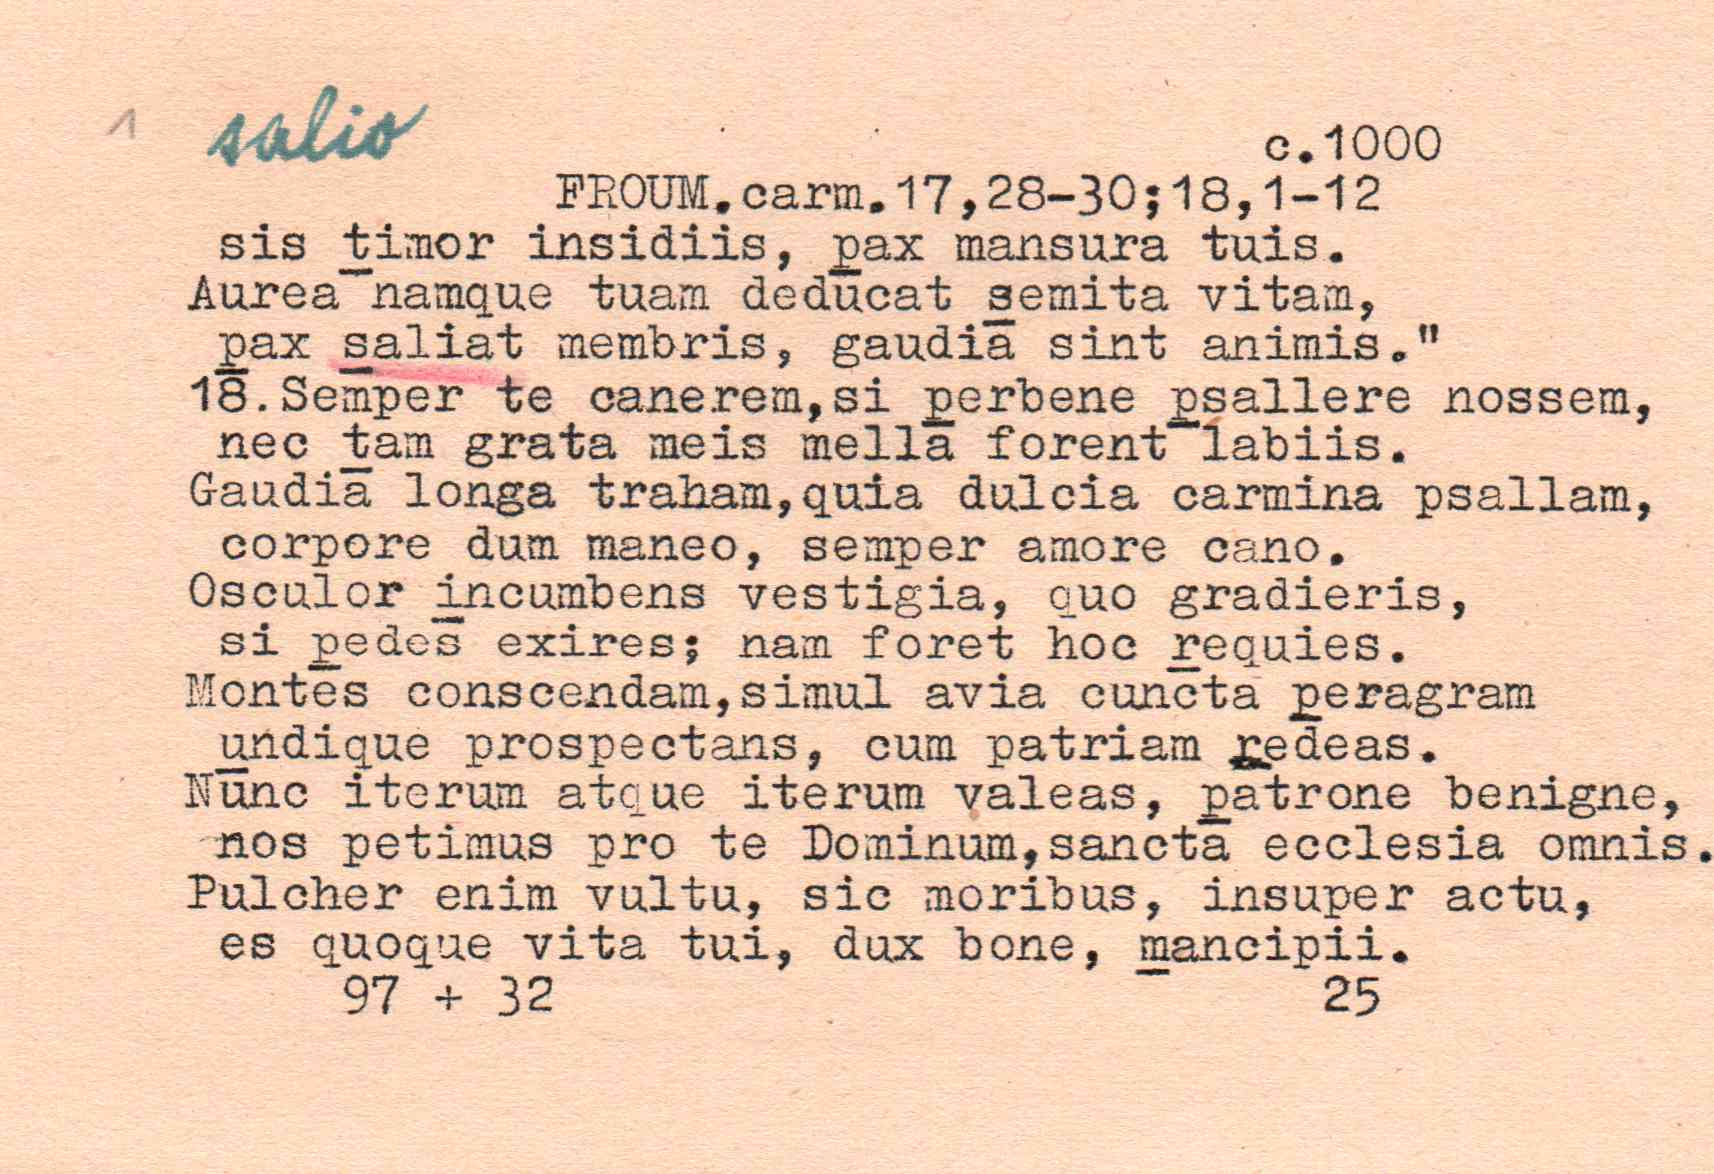 1 salio
c.1000
FROUM.carm.17,28-30;18,1-12
sis timor insidiis, pax mansura tuis.
Aurea namque tuam deducat semita vitam,
pax saliat membris, gaudia sint animis."
18.Semper te canerem,si perbene psallere nossem,
nec tam grata meis mella forent labiis.
Gaudia longa traham,quia dulcia carmina psallam,
corpore dum maneo, semper amore cano.
Osculor incumbens vestigia, quo gradieris,
si pedes exires; nam foret hoc requies.
Montes conscendam,simul avia cuncta peragram
undique prospectans, cum patriam redeas.
Nunc iterum atque iterum valeas, patrone benigne,
nos petimus pro te Dominum,sancta ecclesia omnis.
Pulcher enim vultu, sic moribus, insuper actu,
es quoque vita tui, dux bone, mancipii.
97 + 32 25